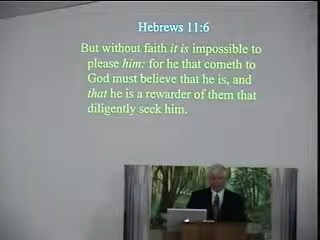 Hebrews 11:6
But without faith it is impossible to
please him: for he that cometh to
God must believe that he is, and
that he is a rewarder of them that
diligently seek him.